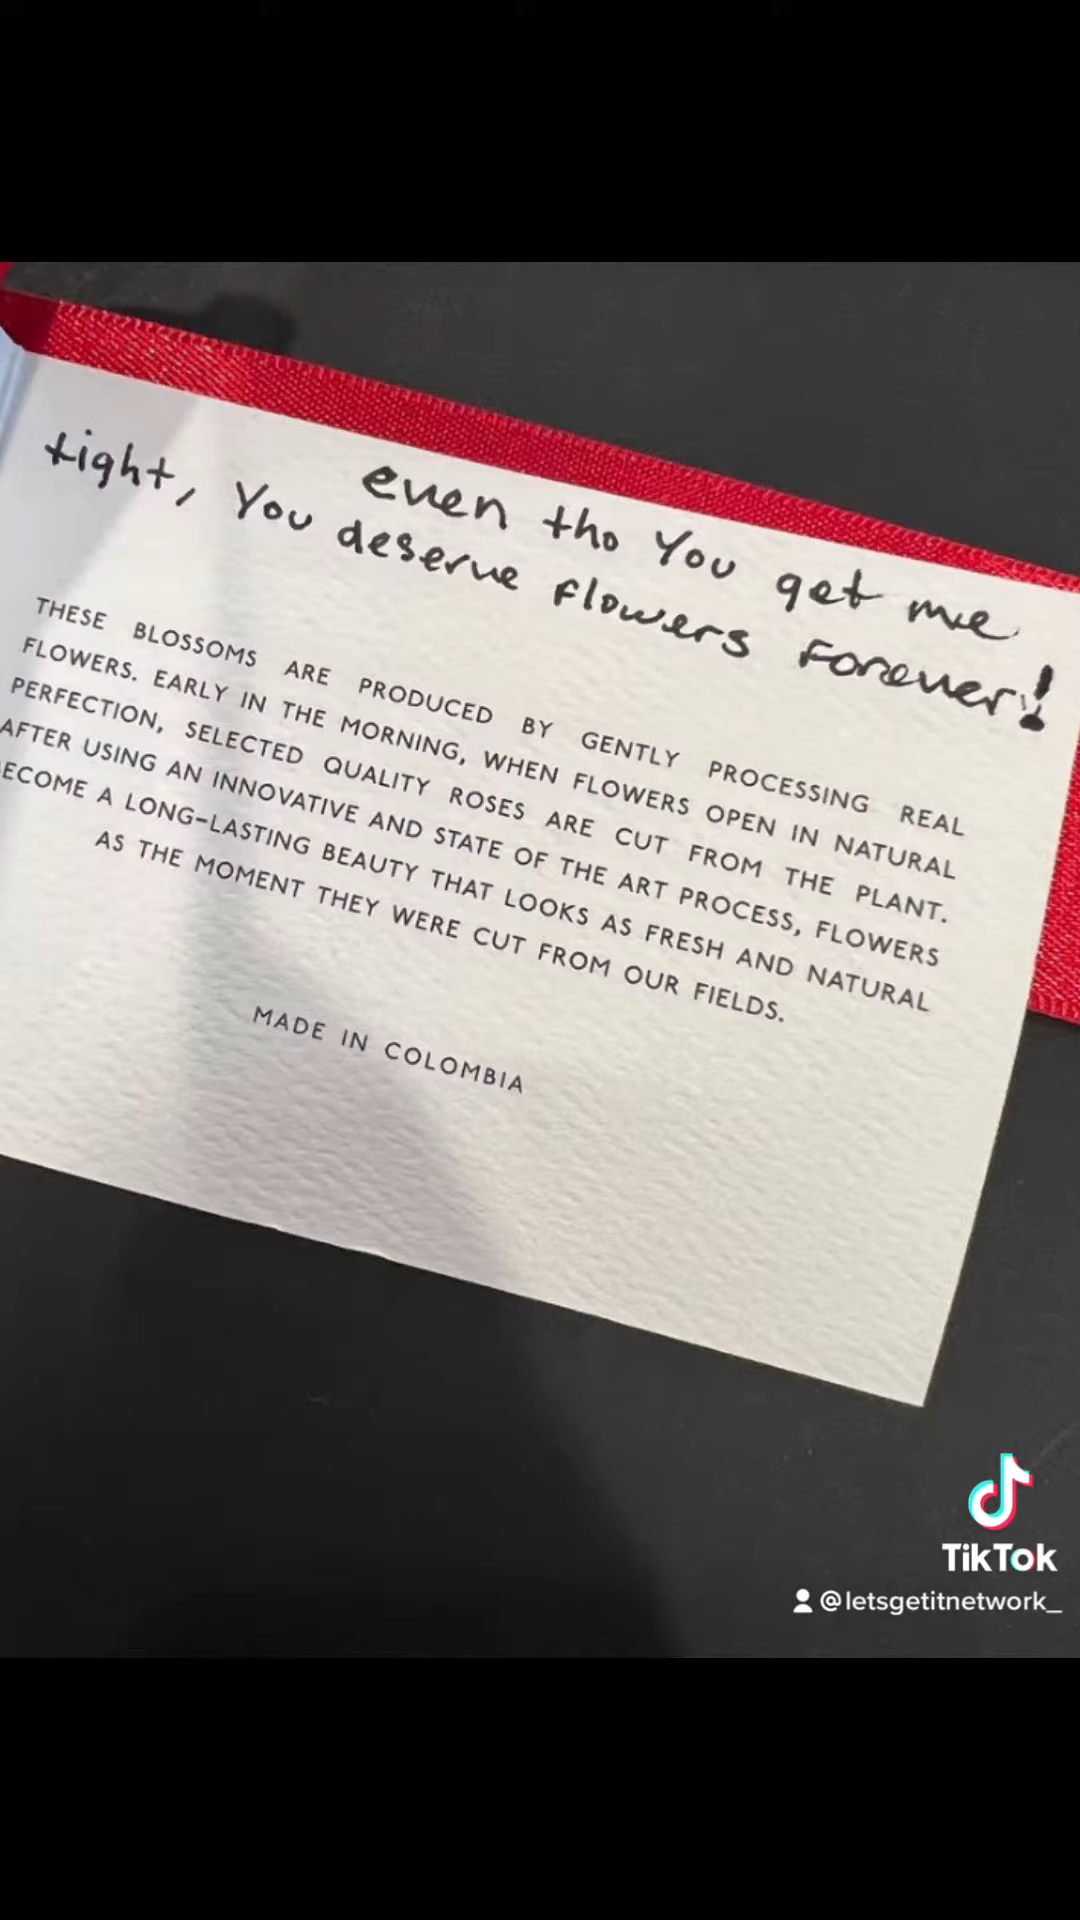 even tho You get me
tight, You deserve flowers Forever!
THESE BLOSSOMS ARE PRODUCED BY GENTLY PROCESSING REAL
FLOWERS. EARLY IN THE MORNING, WHEN FLOWERS OPEN IN NATURAL
PERFECTION, SELECTED QUALITY ROSES ARE CUT FROM THE PLANT.
AFTER USING AN INNOVATIVE AND STATE OF THE ART PROCESS, FLOWERS
BECOME A LONG-LASTING BEAUTY THAT LOOKS AS FRESH AND NATURAL
AS THE MOMENT THEY WERE CUT FROM OUR FIELDS.
MADE IN COLOMBIA
TikTok
@letsgetitnetwork_